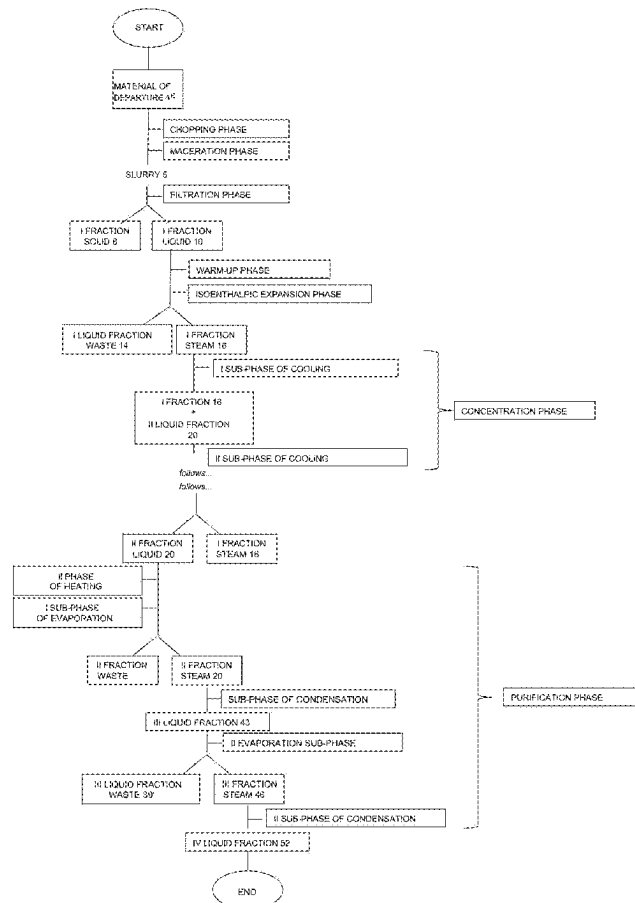 START
MATERIAL OF
DEPARTURE
CHOPPING PHASE
MACERATION PHASE
SLURRY 5
FILTRATION PHASE
I FRACTION
SOLID 6
I FRACTION
LIQUID 10
WARM-UP PHASE
ISOENTHALPIC EXPANSION PHASE
I LIQUID FRACTION
WASTE 14
I FRACTION
STEAM 16
I SUB-PHASE OF COOLING
I FRACTION 16
+
II LIQUID FRACTION
20
CONCENTRATION PHASE
II SUB-PHASE OF COOLING
follows...
follows...
II FRACTION
LIQUID 20
I FRACTION
STEAM 16
II PHASE
OF HEATING
I SUB-PHASE
OF EVAPORATION
II FRACTION
WASTE
II FRACTION
STEAM 20
PURIFICATION PHASE
SUB-PHASE OF CONDENSATION
III LIQUID FRACTION 43
II EVAPORATION SUB-PHASE
III LIQUID FRACTION
WASTE 39'
III FRACTION
STEAM 46
II SUB-PHASE OF CONDENSATION
IV LIQUID FRACTION 52
END